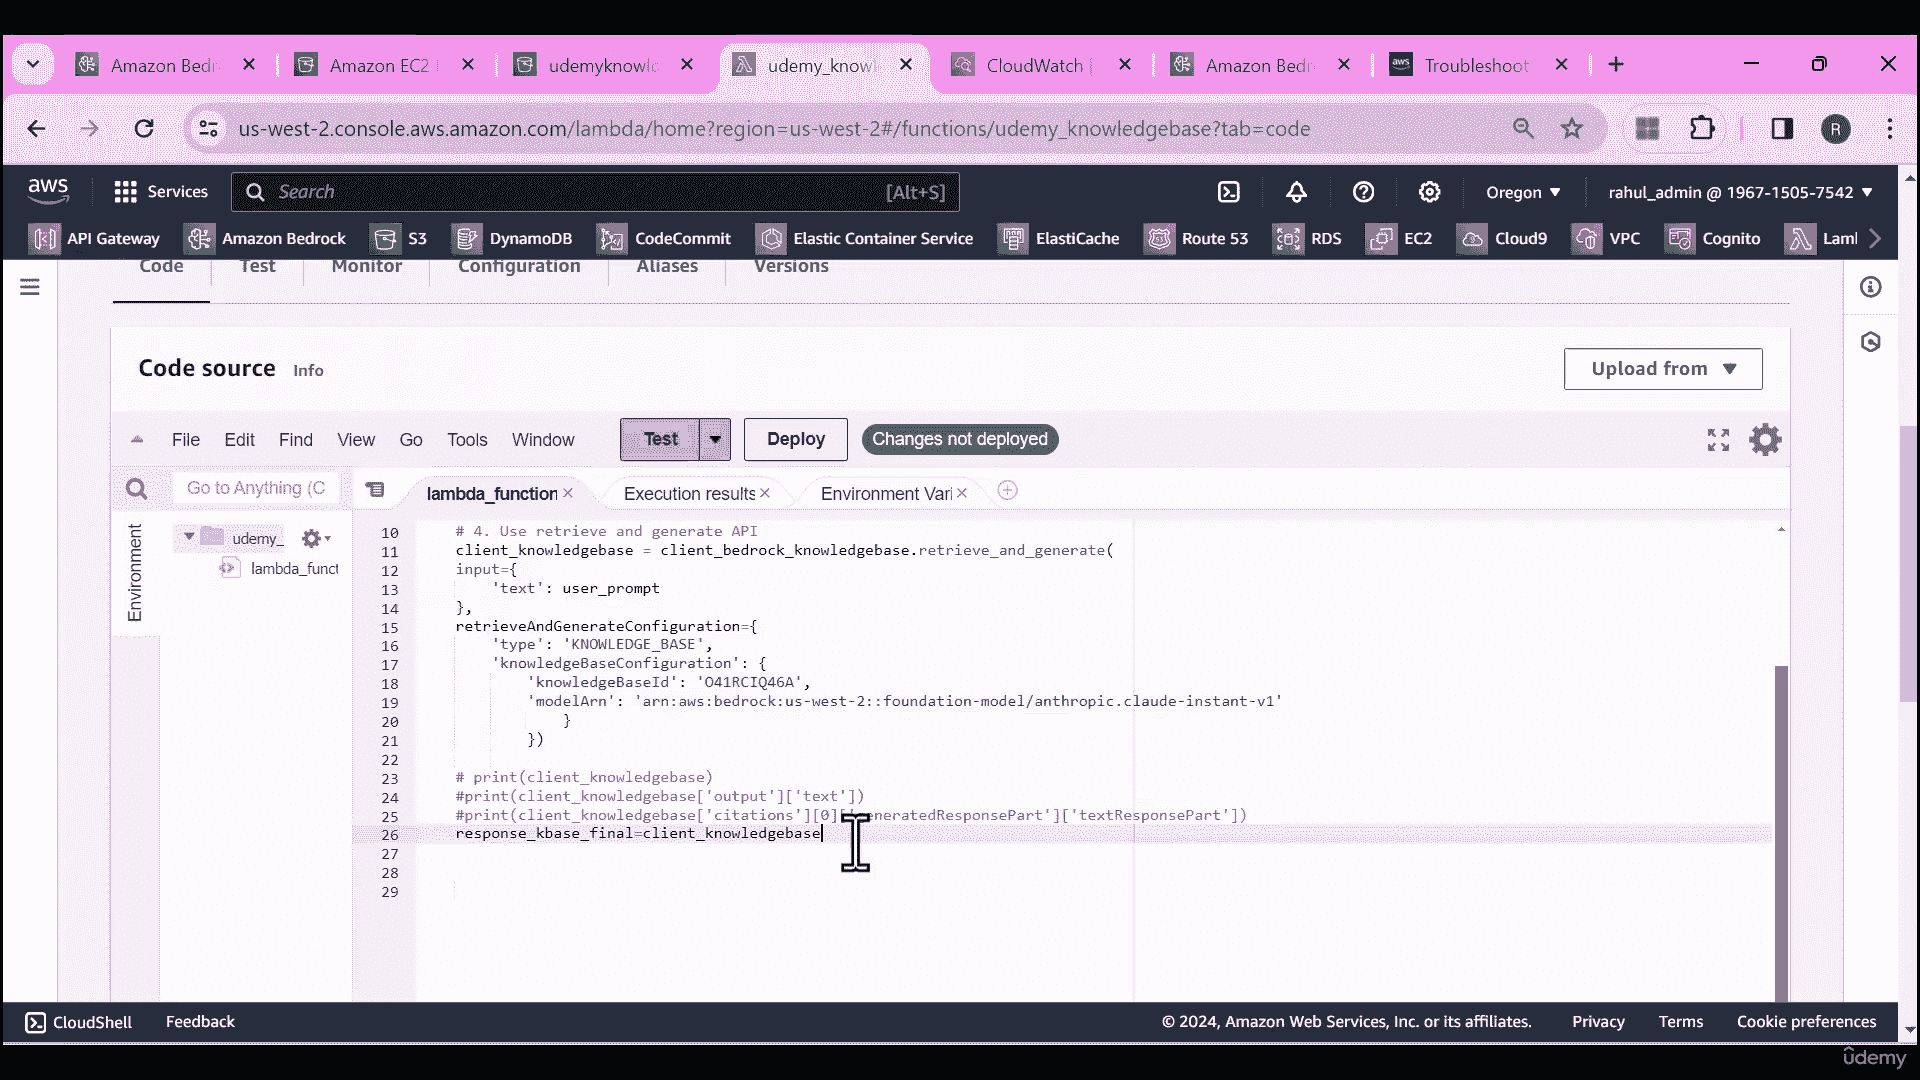 Amazon Bedr
Amazon EC2
udemyknowl
udemy_knowl
CloudWatch
Amazon Bedr
aws
Troubleshoot
us-west-2.console.aws.amazon.com/lambda/home?region=us-west-2#/functions/udemy_knowledgebase?tab=code
R
aws
Services
Search
[Alt+S]
Oregon
rahul_admin @ 1967-1505-7542
API Gateway
Amazon Bedrock
S3
DynamoDB
CodeCommit
Elastic Container Service
ElastiCache
Route 53
RDS
EC2
Cloud9
VPC
Cognito
Laml
Code
Test
Monitor
Configuration
Aliases
Versions
Code source
Info
Upload from
File
Edit
Find
View
Go
Tools
Window
Test
Deploy
Changes not deployed
Go to Anything (C
lambda_function
Execution results
Environment Vari
Environment
udemy_
lambda_funct
10 # 4. Use retrieve and generate API
11 client_knowledgebase = client_bedrock_knowledgebase.retrieve_and_generate(
12 input={
13 'text': user_prompt
14 },
15 retrieveAndGenerateConfiguration={
16 'type': 'KNOWLEDGE_BASE',
17 'knowledgeBaseConfiguration': {
18 'knowledgeBaseId': 'O41RCIQ46A',
19 'modelArn': 'arn:aws:bedrock:us-west-2::foundation-model/anthropic.claude-instant-v1'
20 }
21 })
22
23 # print(client_knowledgebase)
24 #print(client_knowledgebase['output']['text'])
25 #print(client_knowledgebase['citations'][0] eneratedResponsePart']['textResponsePart'])
26 response_kbase_final=client_knowledgebase
27
28
29
CloudShell
Feedback
© 2024, Amazon Web Services, Inc. or its affiliates.
Privacy
Terms
Cookie preferences
ûdemy